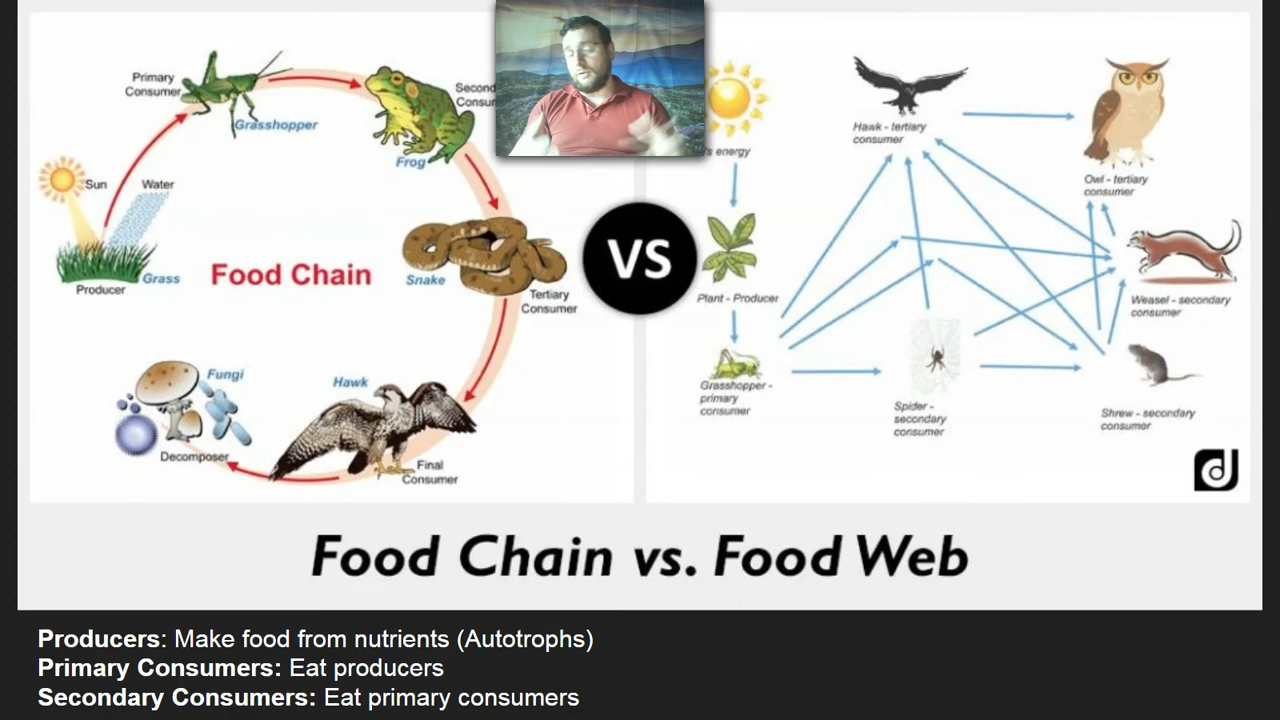 Primary
Consumer
Grasshopper
Second
Consum
Frog
Sun
Water
Grass
Producer
Food Chain
Snake
Tertiary
Consumer
Hawk
Final
Consumer
Fungi
Decomposer
VS
's energy
Plant - Producer
Grasshopper -
primary
consumer
Hawk - tertiary
consumer
Owl - tertiary
consumer
Weasel - secondary
consumer
Spider -
secondary
consumer
Shrew - secondary
consumer
d
Food Chain vs. Food Web
Producers: Make food from nutrients (Autotrophs)
Primary Consumers: Eat producers
Secondary Consumers: Eat primary consumers